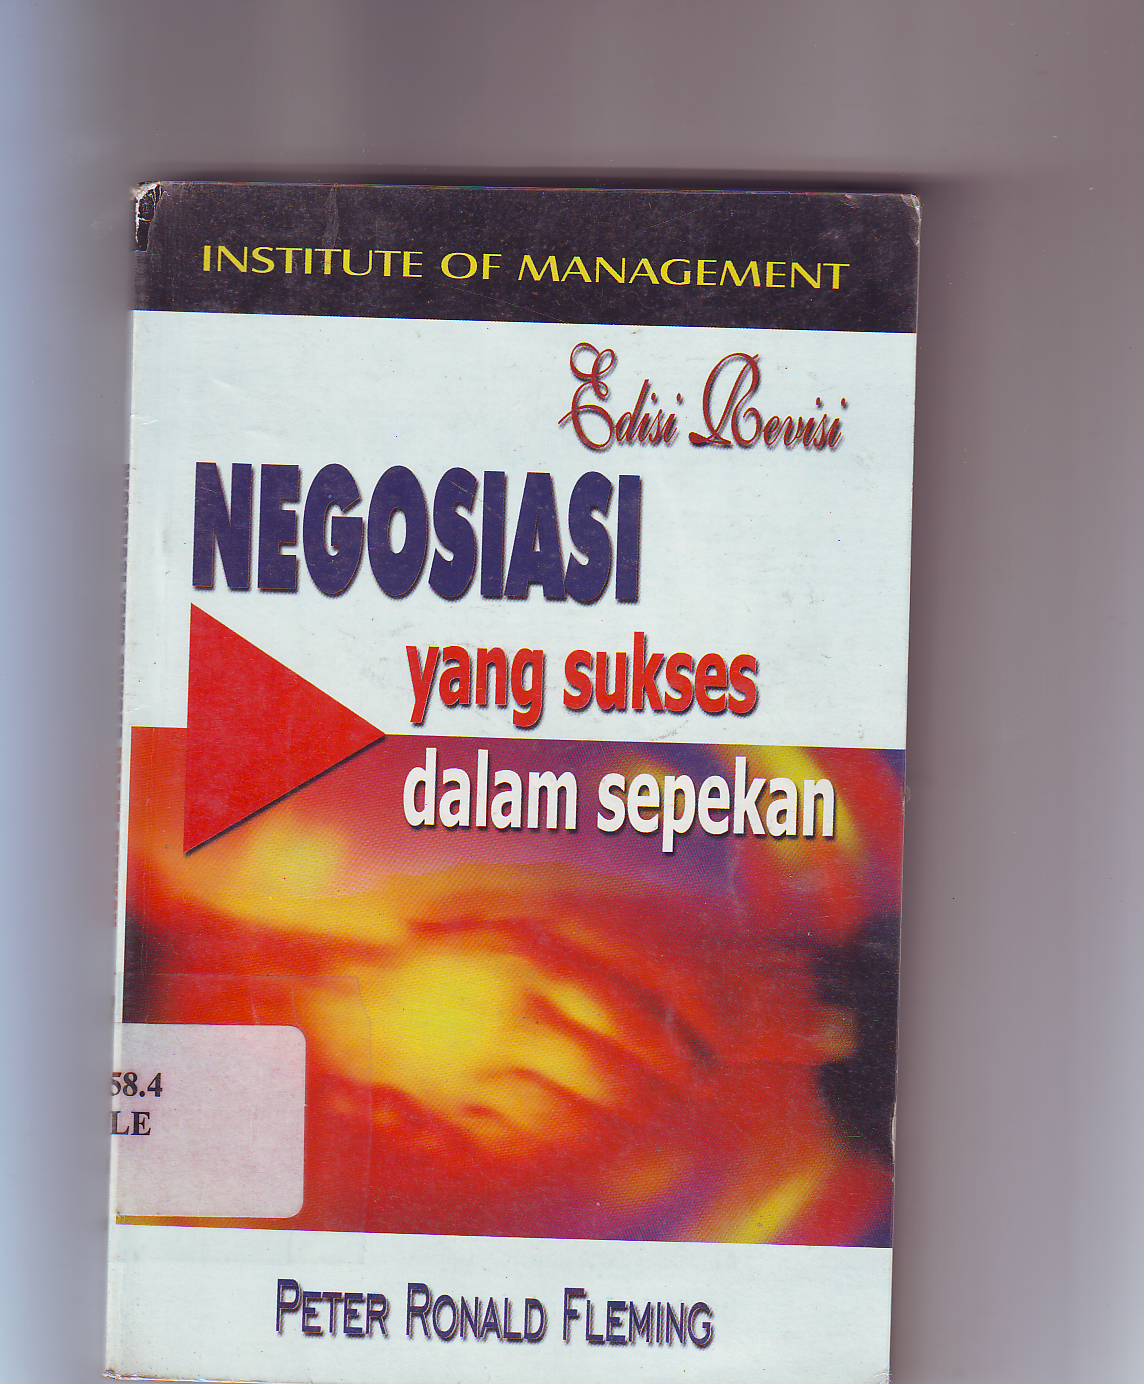 INSTITUTE OF MANAGEMENT
Edisi Revisi
NEGOSIASI
yang sukses
dalam sepekan
58.4
LE
PETER RONALD FLEMING